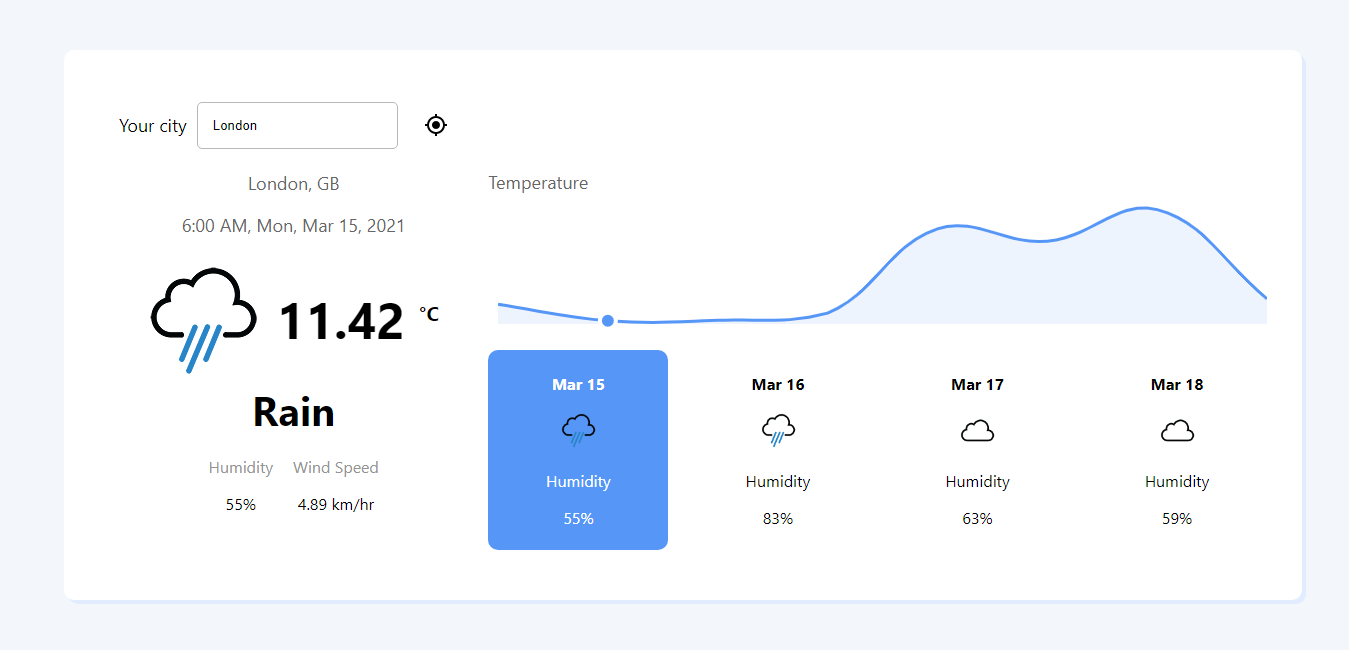 Your city London
London, GB
6:00 AM, Mon, Mar 15, 2021
11.42 °C
Rain
Humidity Wind Speed
55% 4.89 km/hr
Temperature
Mar 15 Mar 16 Mar 17 Mar 18
Humidity Humidity Humidity Humidity
55% 83% 63% 59%